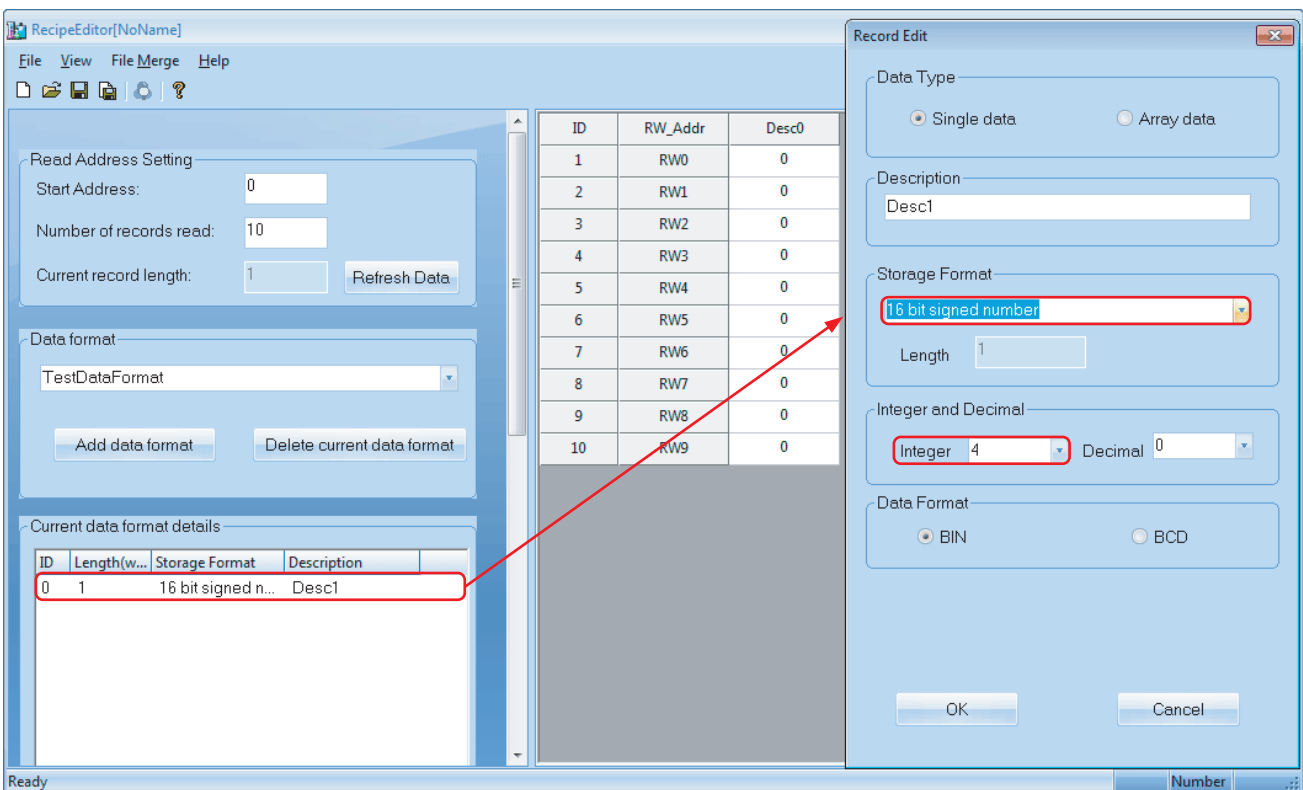 RecipeEditor[NoName]
File View File Merge Help
Read Address Setting
Start Address: 0
Number of records read: 10
Current record length: 1 Refresh Data
Data format
TestDataFormat
Add data format Delete current data format
Current data format details
ID Length(w... Storage Format Description
0 1 16 bit signed n... Desc1
ID RW_Addr Desc0
1 RW0 0
2 RW1 0
3 RW2 0
4 RW3 0
5 RW4 0
6 RW5 0
7 RW6 0
8 RW7 0
9 RW8 0
10 RW9 0
Record Edit
Data Type
Single data Array data
Description
Desc1
Storage Format
16 bit signed number
Length 1
Integer and Decimal
Integer 4 Decimal 0
Data Format
BIN BCD
OK Cancel
Ready Number